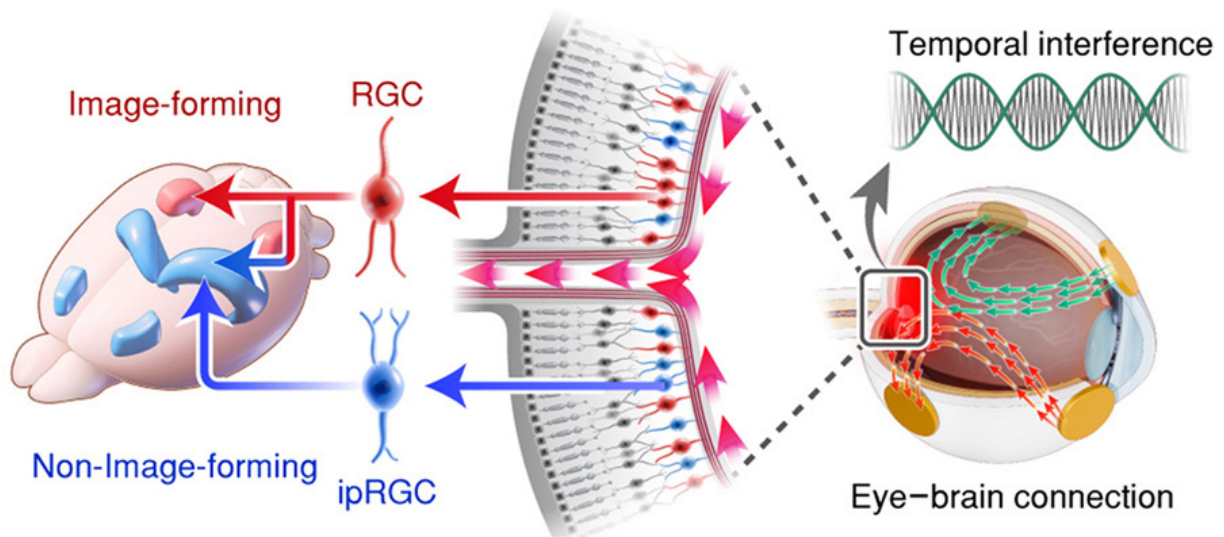 Temporal interference
Image-forming
RGC
Non-Image-forming
ipRGC
Eye–brain connection